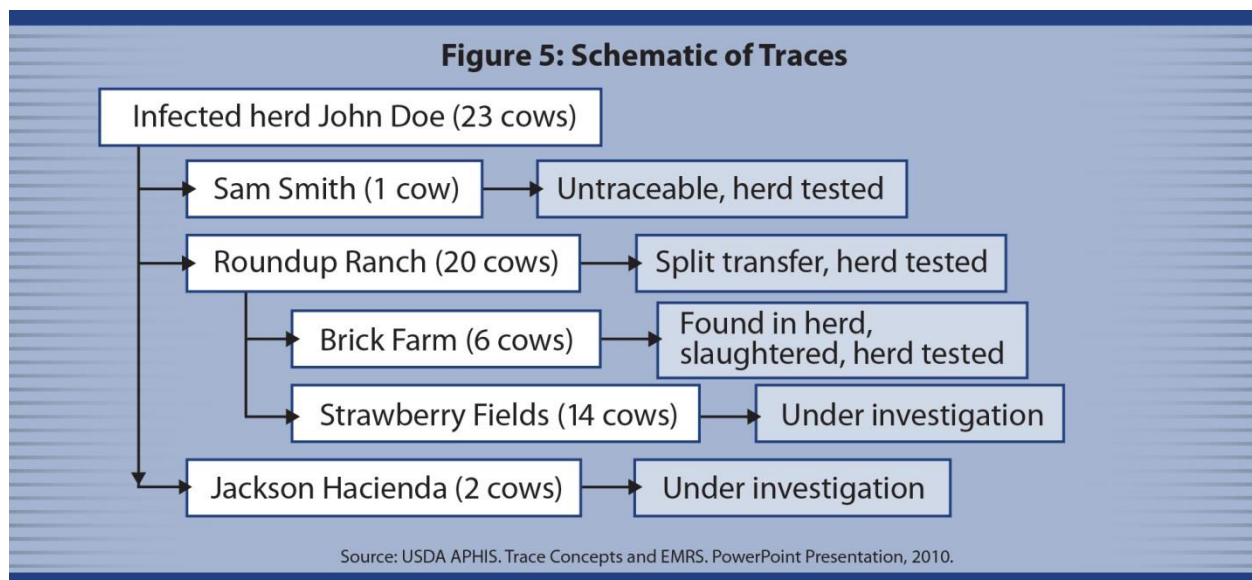 Figure 5: Schematic of Traces
Infected herd John Doe (23 cows)
Sam Smith (1 cow)
Untraceable, herd tested
Roundup Ranch (20 cows)
Split transfer, herd tested
Brick Farm (6 cows)
Found in herd,
slaughtered, herd tested
Strawberry Fields (14 cows)
Under investigation
Jackson Hacienda (2 cows)
Under investigation
Source: USDA APHIS. Trace Concepts and EMRS. PowerPoint Presentation, 2010.